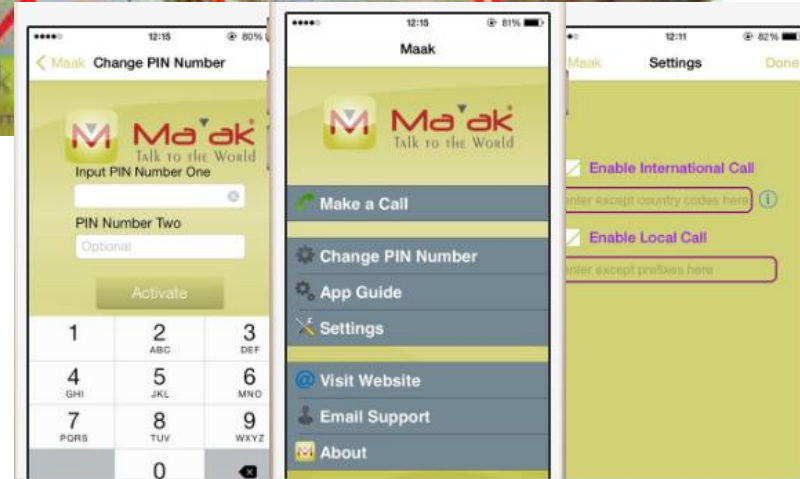 12:15
80%
Maak Change PIN Number
Ma'ak
Talk to the World
Input PIN Number One
PIN Number Two
Optional
Activate
1 2 3
ABC DEF
4 5 6
GHI JKL MNO
7 8 9
PQRS TUV WXYZ
0
12:15 81%
Maak
Ma'ak
Talk to the World
Make a Call
Change PIN Number
App Guide
Settings
Visit Website
Email Support
About
12:11 82%
Maak Settings Done
Enable International Call
enter except country codes here
Enable Local Call
enter except prefixes here